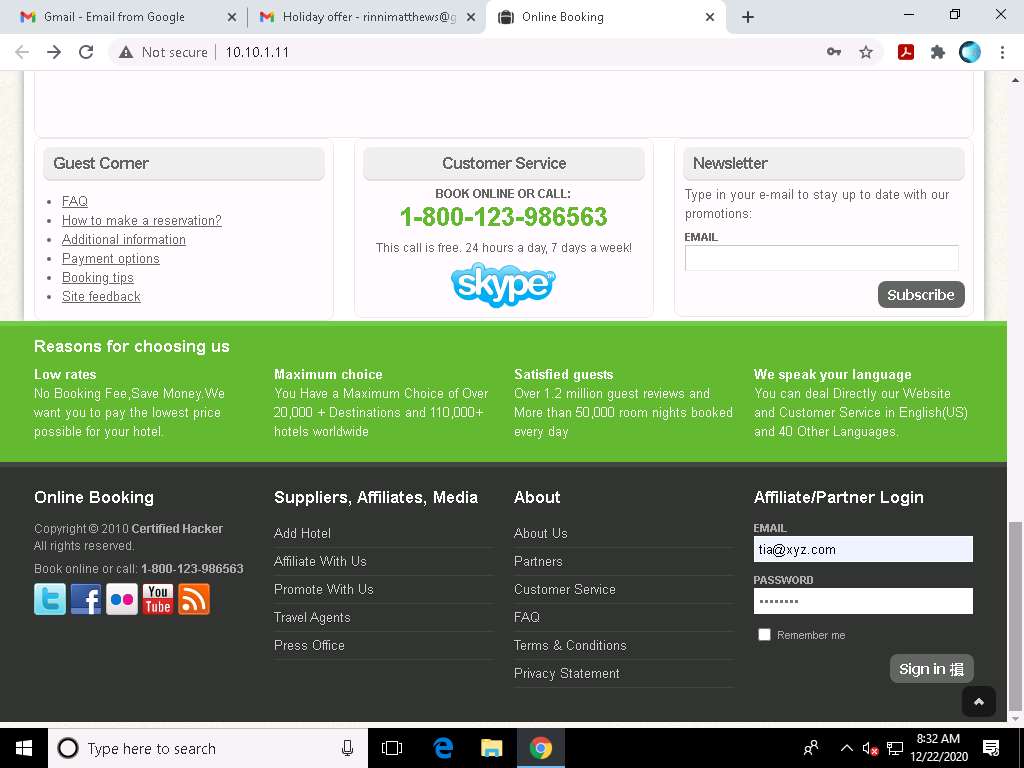 Gmail - Email from Google
Holiday offer - rinnimatthews@g
Online Booking
Not secure
10.10.1.11
Guest Corner
FAQ
How to make a reservation?
Additional information
Payment options
Booking tips
Site feedback
Customer Service
BOOK ONLINE OR CALL:
1-800-123-986563
This call is free. 24 hours a day, 7 days a week!
skype™
Newsletter
Type in your e-mail to stay up to date with our
promotions:
EMAIL
Subscribe
Reasons for choosing us
Low rates
No Booking Fee,Save Money.We
want you to pay the lowest price
possible for your hotel.
Maximum choice
You Have a Maximum Choice of Over
20,000 + Destinations and 110,000+
hotels worldwide
Satisfied guests
Over 1.2 million guest reviews and
More than 50,000 room nights booked
every day
We speak your language
You can deal Directly our Website
and Customer Service in English(US)
and 40 Other Languages.
Online Booking
Copyright © 2010 Certified Hacker
All rights reserved.
Book online or call: 1-800-123-986563
You
Tube
Suppliers, Affiliates, Media
Add Hotel
Affiliate With Us
Promote With Us
Travel Agents
Press Office
About
About Us
Partners
Customer Service
FAQ
Terms & Conditions
Privacy Statement
Affiliate/Partner Login
EMAIL
tia@xyz.com
PASSWORD
••••••••
Remember me
Sign in
Type here to search
8:32 AM
12/22/2020